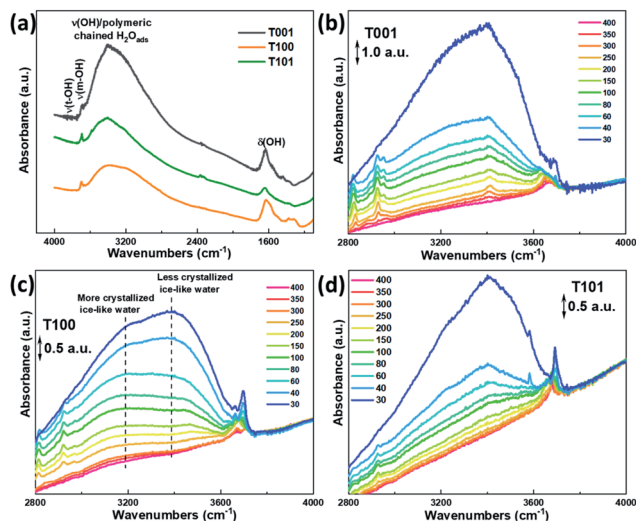 (a)
ν(OH)/polymeric
chained H₂Oads
ν(t-OH)
ν(m-OH)
δ(OH)
T001
T100
T101
Absorbance (a.u.)
4000 3200 2400 1600
Wavenumbers (cm⁻¹)
(b)
T001
1.0 a.u.
400
350
300
250
200
150
100
80
60
40
30
Absorbance (a.u.)
2800 3200 3600 4000
Wavenumbers (cm⁻¹)
(c)
Less crystallized
ice-like water
More crystallized
ice-like water
T100
0.5 a.u.
400
350
300
250
200
150
100
80
60
40
30
Absorbance (a.u.)
2800 3200 3600 4000
Wavenumbers (cm⁻¹)
(d)
T101
0.5 a.u.
400
350
300
250
200
150
100
80
60
40
30
Absorbance (a.u.)
2800 3200 3600 4000
Wavenumbers (cm⁻¹)